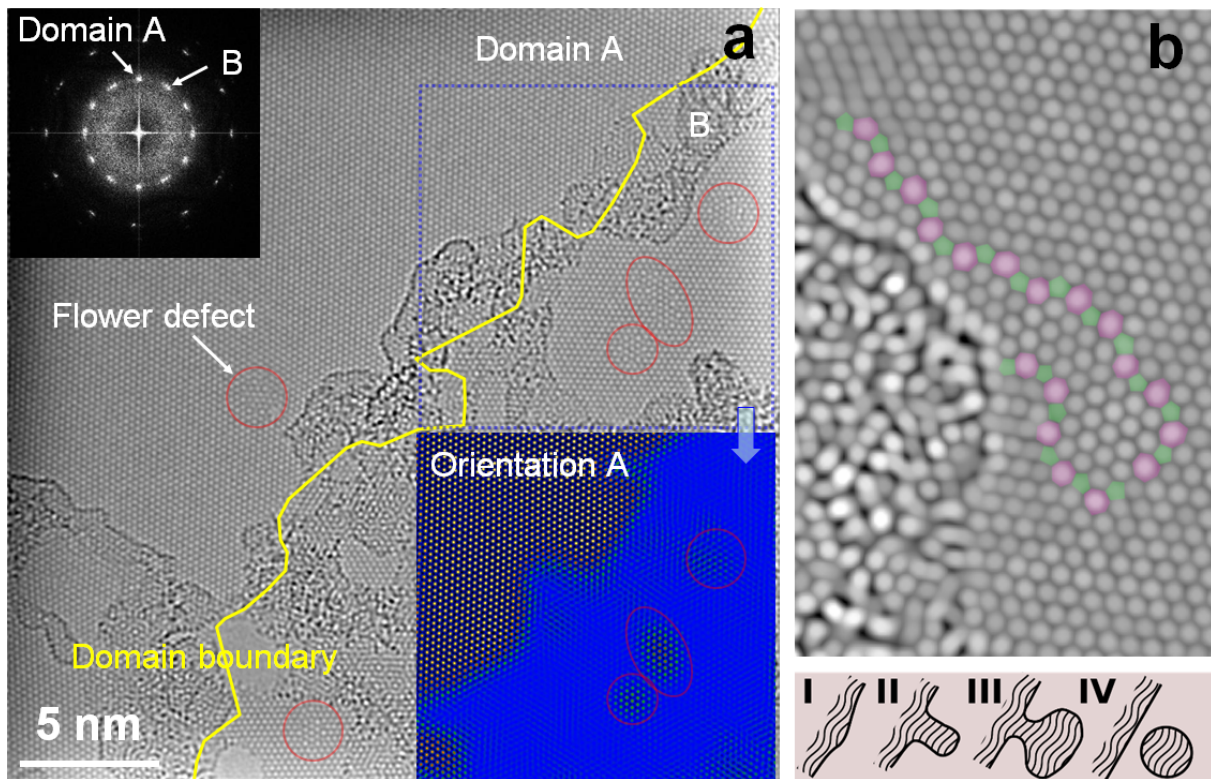 Domain A
B
Domain A
a
B
Flower defect
Orientation A
Domain boundary
5 nm
b
I II III IV